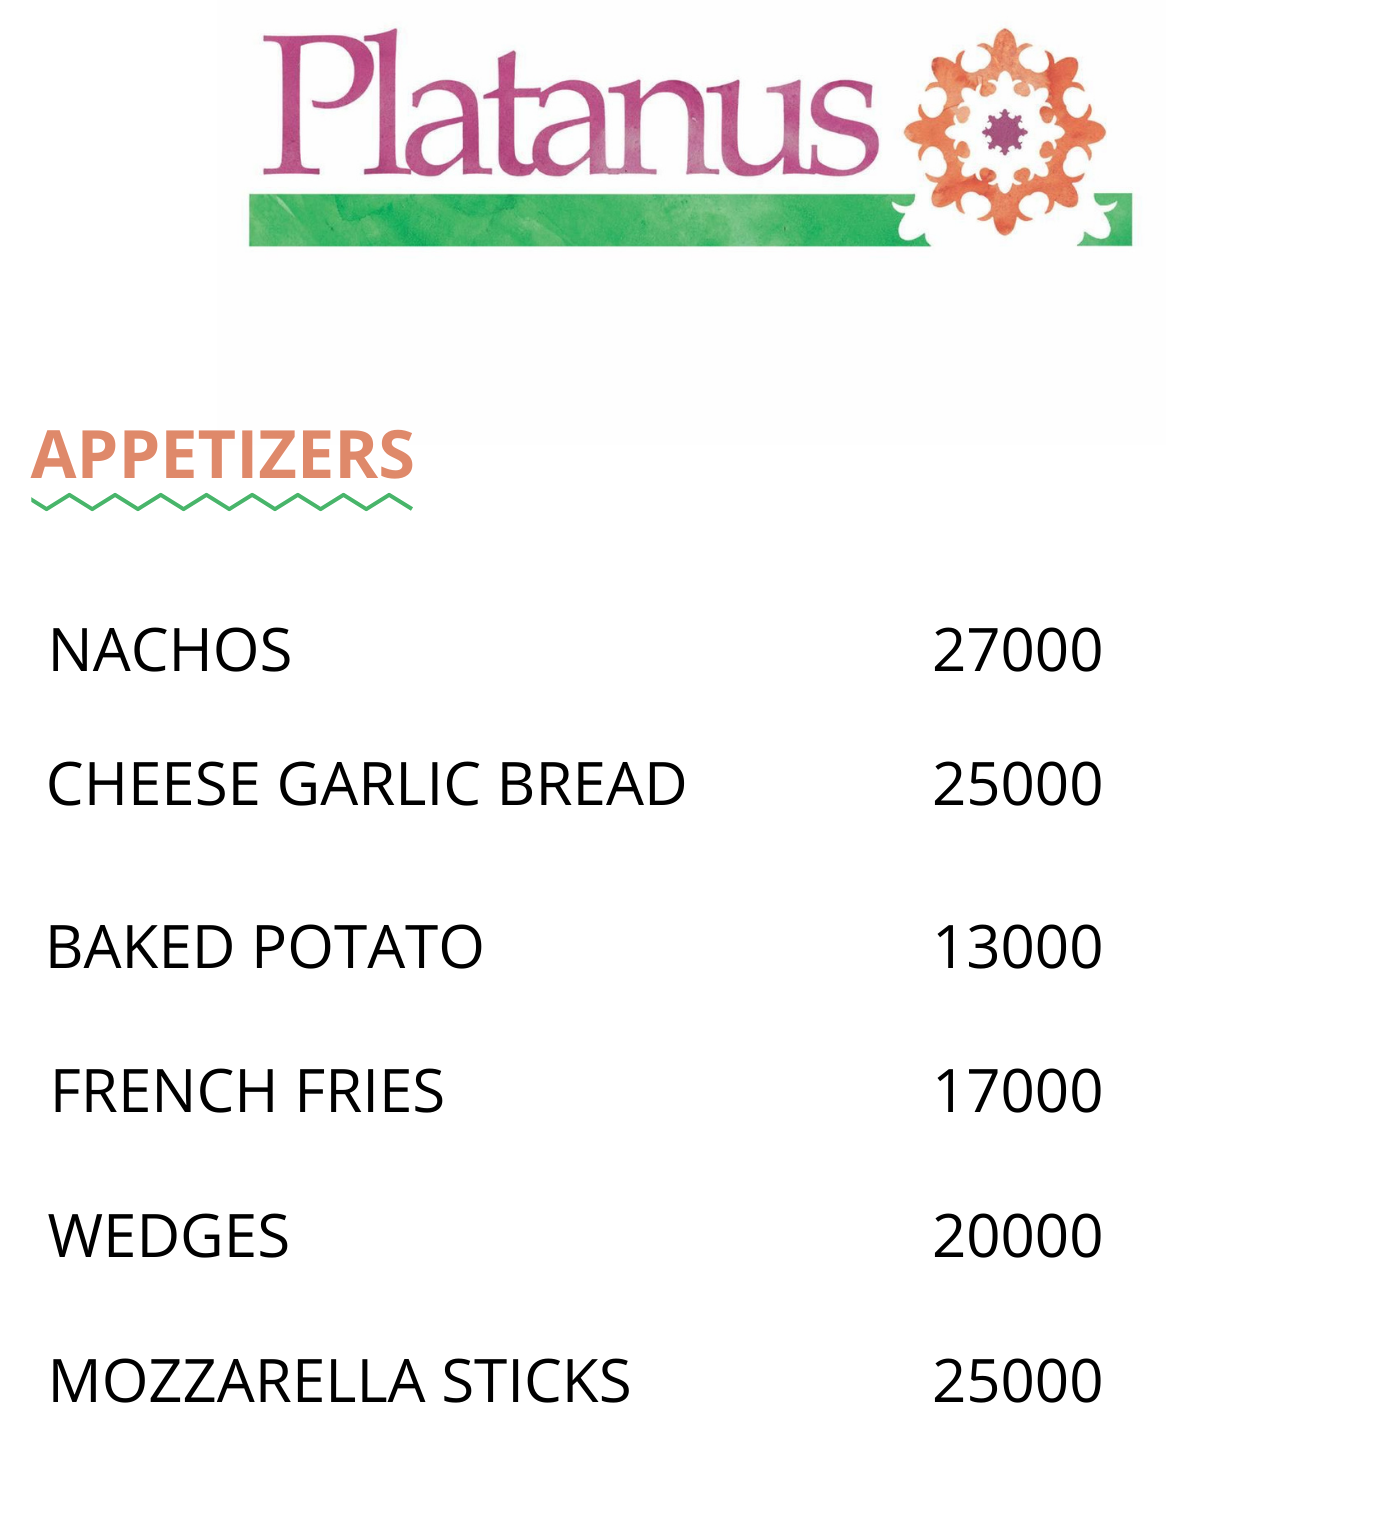 Platanus
APPETIZERS
NACHOS 27000
CHEESE GARLIC BREAD 25000
BAKED POTATO 13000
FRENCH FRIES 17000
WEDGES 20000
MOZZARELLA STICKS 25000